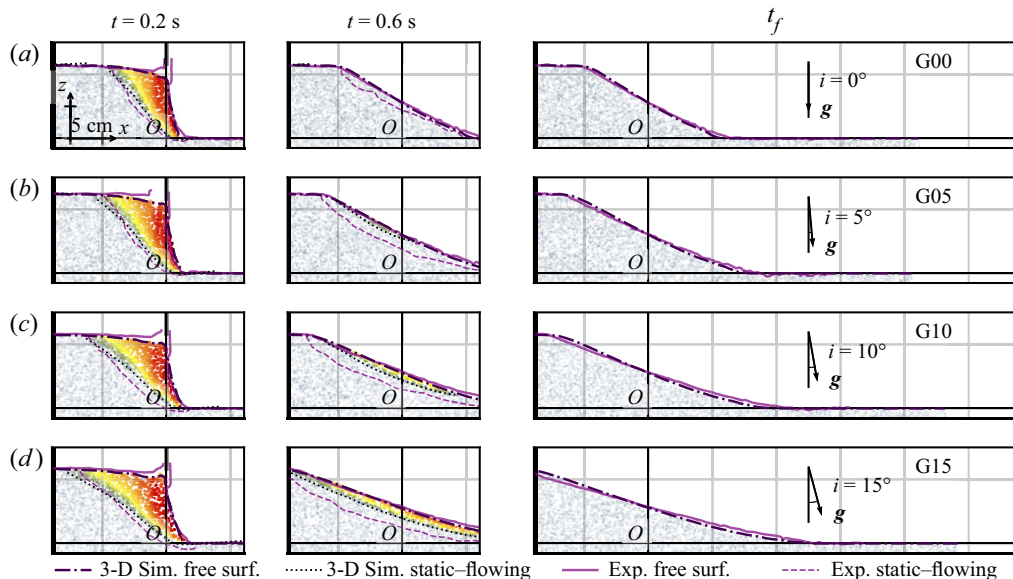 t = 0.2 s t = 0.6 s t_f
(a) z 5 cm x O O O G00 i = 0° g
(b) O O O G05 i = 5° g
(c) O O O G10 i = 10° g
(d) O O O G15 i = 15° g
3-D Sim. free surf. 3-D Sim. static–flowing Exp. free surf. Exp. static–flowing